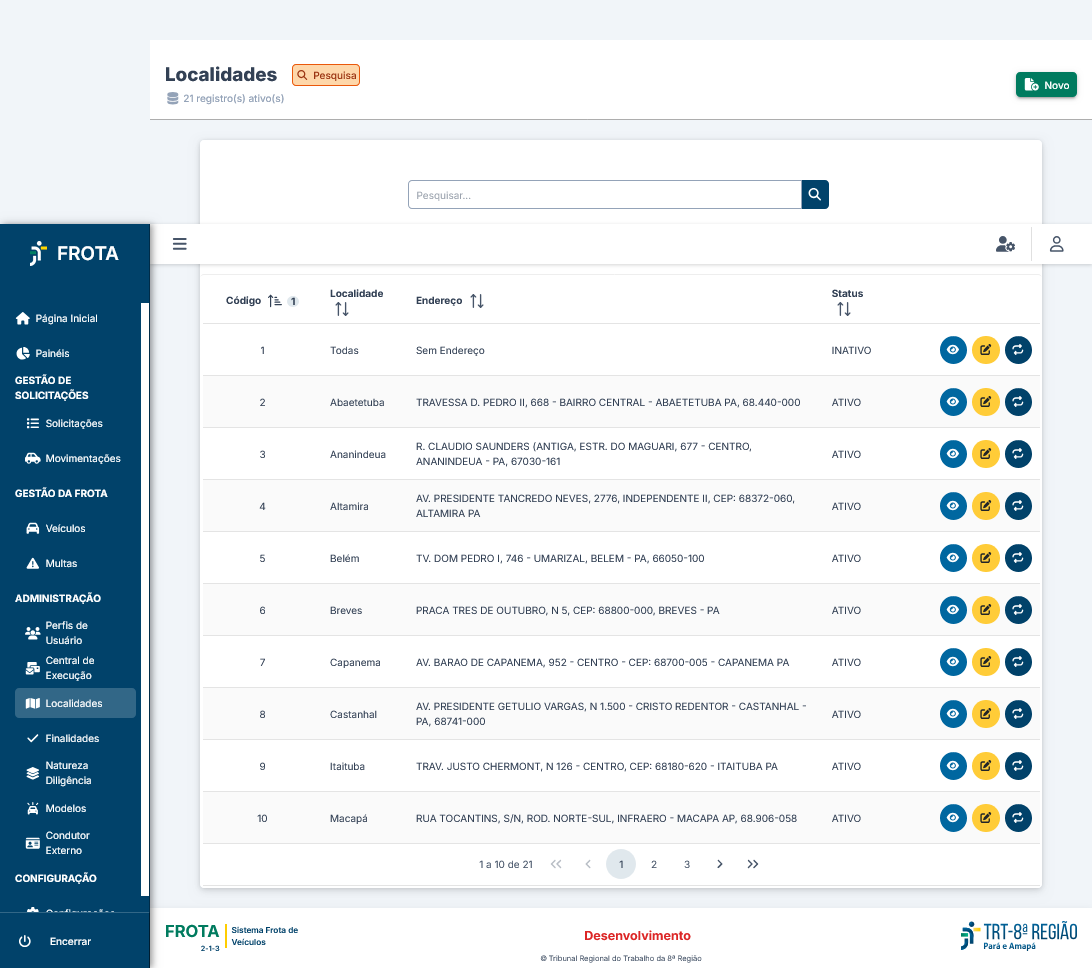 Localidades
Pesquisa
21 registro(s) ativo(s)
Novo
Pesquisar...
FROTA
Página Inicial
Painéis
GESTÃO DE
SOLICITAÇÕES
Solicitações
Movimentações
GESTÃO DA FROTA
Veículos
Multas
ADMINISTRAÇÃO
Perfis de
Usuário
Central de
Execução
Localidades
Finalidades
Natureza
Diligência
Modelos
Condutor
Externo
CONFIGURAÇÃO
Configurações
Encerrar
Código 1 Localidade Endereço Status
1 Todas Sem Endereço INATIVO
2 Abaetetuba TRAVESSA D. PEDRO II, 668 - BAIRRO CENTRAL - ABAETETUBA PA, 68.440-000 ATIVO
3 Ananindeua R. CLAUDIO SAUNDERS (ANTIGA, ESTR. DO MAGUARI, 677 - CENTRO,
ANANINDEUA - PA, 67030-161 ATIVO
4 Altamira AV. PRESIDENTE TANCREDO NEVES, 2776, INDEPENDENTE II, CEP: 68372-060,
ALTAMIRA PA ATIVO
5 Belém TV. DOM PEDRO I, 746 - UMARIZAL, BELEM - PA, 66050-100 ATIVO
6 Breves PRACA TRES DE OUTUBRO, N 5, CEP: 68800-000, BREVES - PA ATIVO
7 Capanema AV. BARAO DE CAPANEMA, 952 - CENTRO - CEP: 68700-005 - CAPANEMA PA ATIVO
8 Castanhal AV. PRESIDENTE GETULIO VARGAS, N 1.500 - CRISTO REDENTOR - CASTANHAL -
PA, 68741-000 ATIVO
9 Itaituba TRAV. JUSTO CHERMONT, N 126 - CENTRO, CEP: 68180-620 - ITAITUBA PA ATIVO
10 Macapá RUA TOCANTINS, S/N, ROD. NORTE-SUL, INFRAERO - MACAPA AP, 68.906-058 ATIVO
1 a 10 de 21 1 2 3
FROTA
2-1-3
Sistema Frota de
Veículos
Desenvolvimento
© Tribunal Regional do Trabalho da 8ª Região
TRT-8ª REGIÃO
Pará e Amapá